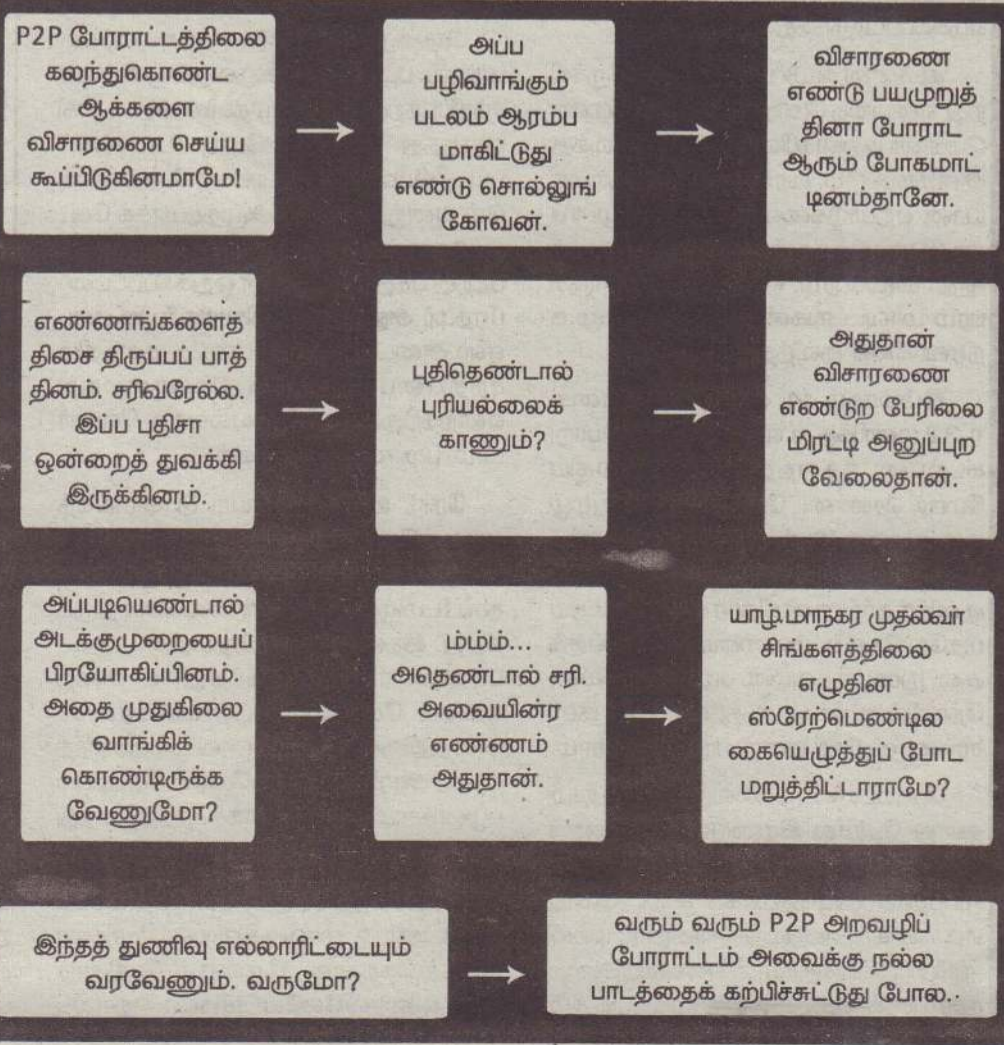 P2P போராட்டத்திலை
கலந்துகொண்ட
ஆக்களை
விசாரணை செய்ய
கூப்பிடுகினமாமே!
அப்ப
பழிவாங்கும்
படலம் ஆரம்ப
மாகிட்டுது
எண்டு சொல்லுங்
கோவன்.
விசாரணை
எண்டு பயமுறுத்
தினா போராட
ஆரும் போகமாட்
டினம்தானே.
எண்ணங்களைத்
திசை திருப்பப் பாத்
தினம். சரிவரேல்ல.
இப்ப புதிசா
ஒன்றைத் துவக்கி
இருக்கினம்.
புதிதெண்டால்
புரியல்லைக்
காணும்?
அதுதான்
விசாரணை
எண்டுற பேரிலை
மிரட்டி அனுப்புற
வேலைதான்.
அப்படியெண்டால்
அடக்குமுறையைப்
பிரயோகிப்பினம்.
அதை முதுகிலை
வாங்கிக்
கொண்டிருக்க
வேணுமோ?
ம்ம்ம்...
அதெண்டால் சரி.
அவையின்ர
எண்ணம்
அதுதான்.
யாழ்.மாநகர முதல்வர்
சிங்களத்திலை
எழுதின
ஸ்ரேற்மெண்டில
கையெழுத்துப் போட
மறுத்திட்டாராமே?
இந்தத் துணிவு எல்லாரிட்டையும்
வரவேணும். வருமோ?
வரும் வரும் P2P அறவழிப்
போராட்டம் அவைக்கு நல்ல
பாடத்தைக் கற்பிச்சுட்டுது போல..